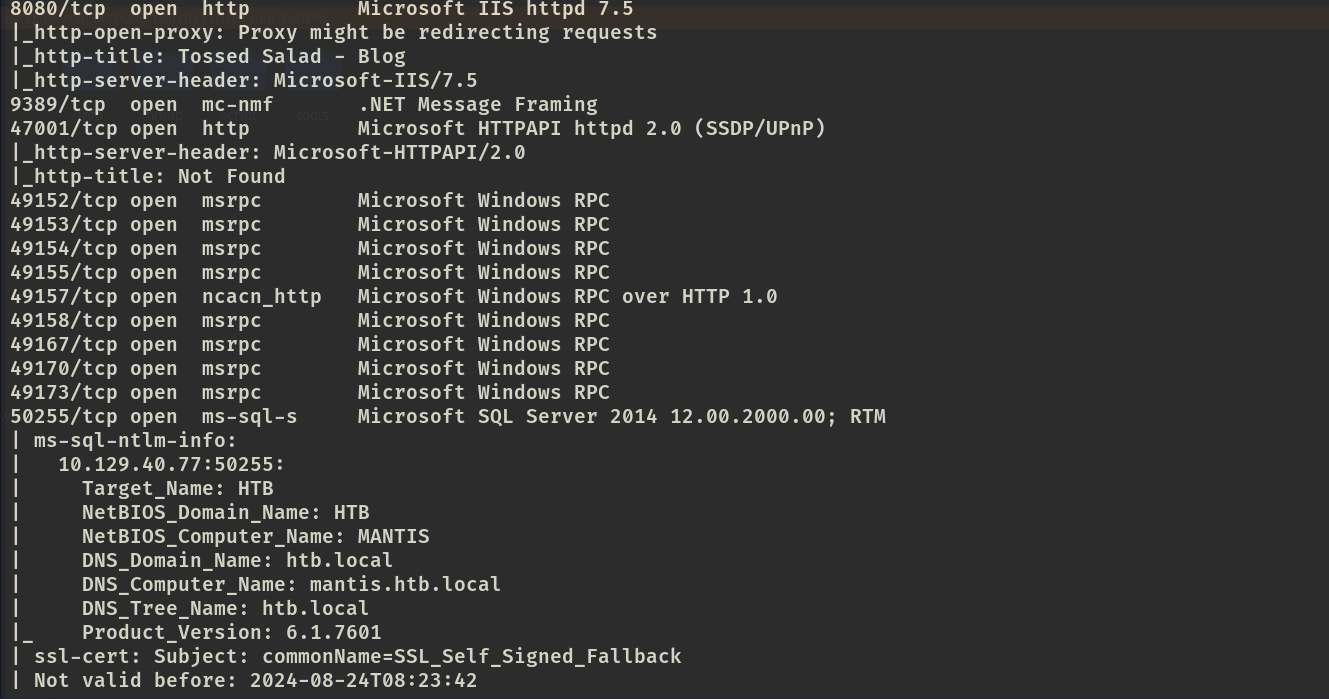 8080/tcp  open  http         Microsoft IIS httpd 7.5
|_http-open-proxy: Proxy might be redirecting requests
|_http-title: Tossed Salad - Blog
|_http-server-header: Microsoft-IIS/7.5
9389/tcp  open  mc-nmf       .NET Message Framing
tools
47001/tcp open  http         Microsoft HTTPAPI httpd 2.0 (SSDP/UPnP)
|_http-server-header: Microsoft-HTTPAPI/2.0
|_http-title: Not Found
49152/tcp open  msrpc        Microsoft Windows RPC
49153/tcp open  msrpc        Microsoft Windows RPC
49154/tcp open  msrpc        Microsoft Windows RPC
49155/tcp open  msrpc        Microsoft Windows RPC
49157/tcp open  ncacn_http   Microsoft Windows RPC over HTTP 1.0
49158/tcp open  msrpc        Microsoft Windows RPC
49167/tcp open  msrpc        Microsoft Windows RPC
49170/tcp open  msrpc        Microsoft Windows RPC
49173/tcp open  msrpc        Microsoft Windows RPC
50255/tcp open  ms-sql-s     Microsoft SQL Server 2014 12.00.2000.00; RTM
| ms-sql-ntlm-info:
|   10.129.40.77:50255:
|     Target_Name: HTB
|     NetBIOS_Domain_Name: HTB
|     NetBIOS_Computer_Name: MANTIS
|     DNS_Domain_Name: htb.local
|     DNS_Computer_Name: mantis.htb.local
|     DNS_Tree_Name: htb.local
|_    Product_Version: 6.1.7601
| ssl-cert: Subject: commonName=SSL_Self_Signed_Fallback
| Not valid before: 2024-08-24T08:23:42